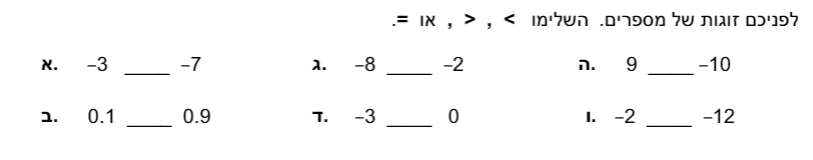 לפניכם זוגות של מספרים. השלימו > , < , או =.
א. –3 ____ –7 ג. –8 ____ –2 ה. 9 ____ –10
ב. 0.1 ____ 0.9 ד. –3 ____ 0 ו. –2 ____ –12